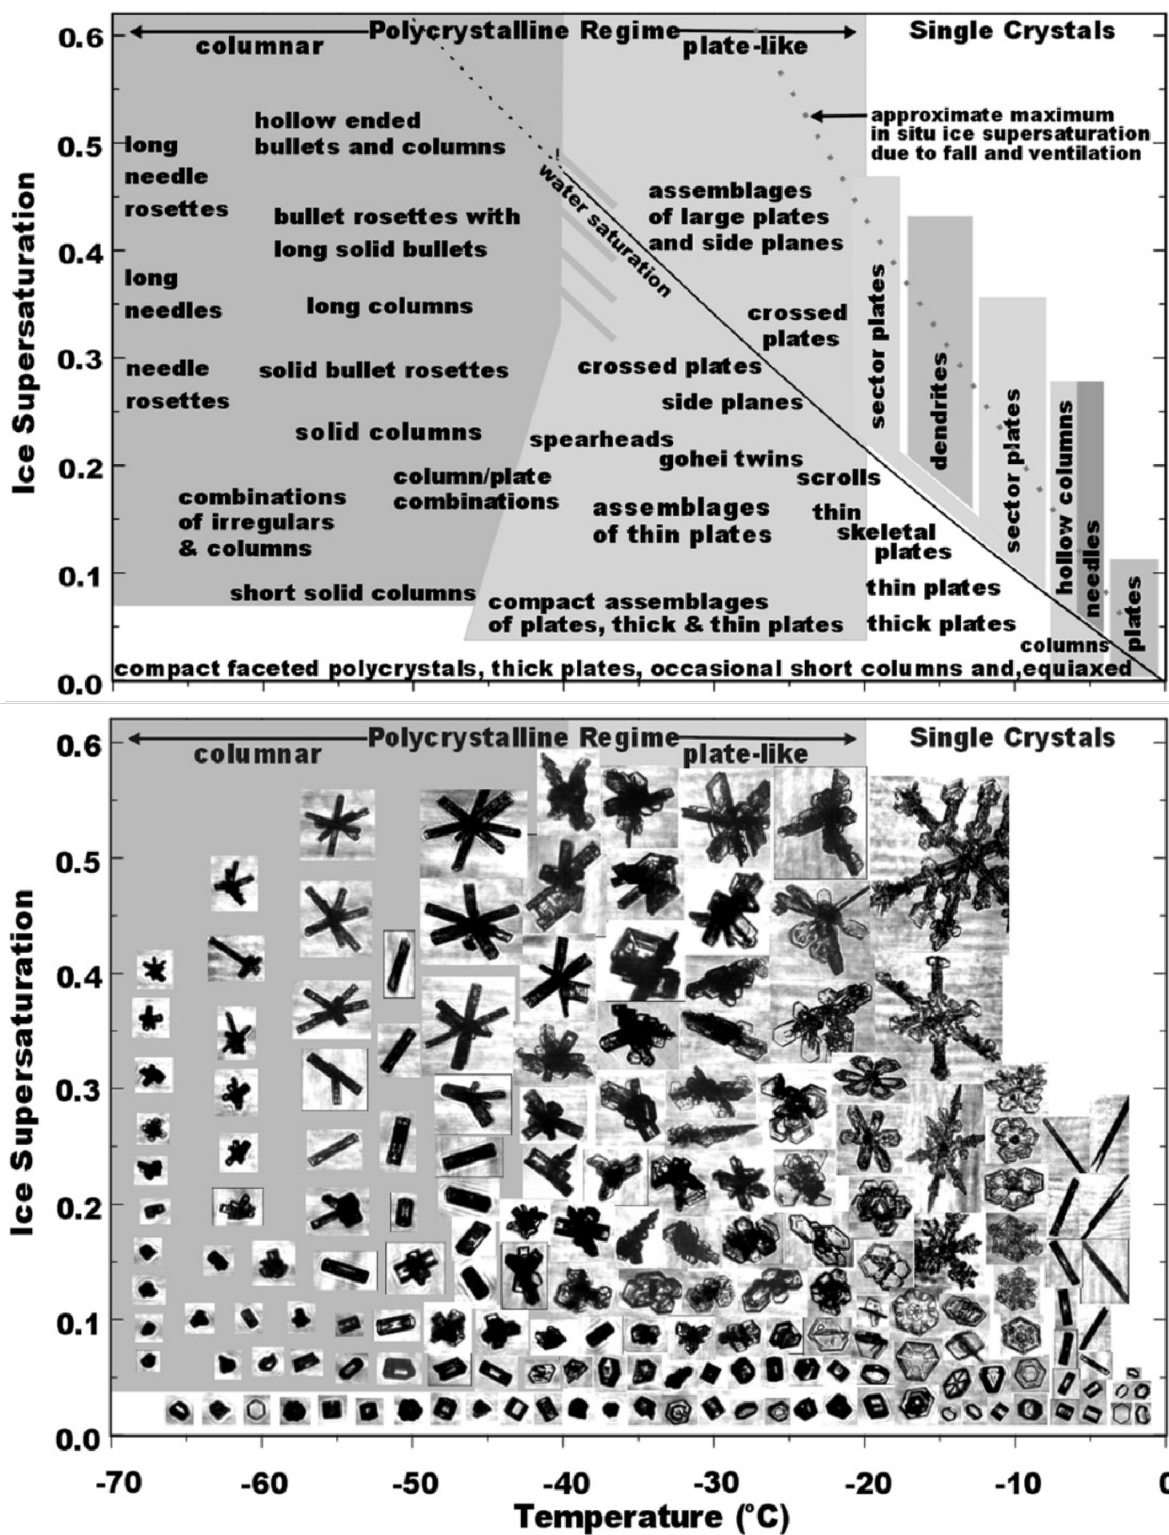 Polycrystalline Regime
columnar
plate-like
Single Crystals
approximate maximum
in situ ice supersaturation
due to fall and ventilation
Ice Supersaturation
0.6
0.5
0.4
0.3
0.2
0.1
0.0
long
needle
rosettes
hollow ended
bullets and columns
bullet rosettes with
long solid bullets
long
needles
long columns
needle
rosettes
solid bullet rosettes
solid columns
combinations
of irregulars
& columns
column/plate
combinations
short solid columns
water saturation
assemblages
of large plates
and side planes
crossed
plates
crossed plates
side planes
spearheads
gohei twins
scrolls
assemblages
of thin plates
thin
skeletal
plates
compact assemblages
of plates, thick & thin plates
thin plates
thick plates
sector plates
dendrites
sector plates
hollow columns
needles
plates
columns
compact faceted polycrystals, thick plates, occasional short columns and,equiaxed
Polycrystalline Regime
columnar
plate-like
Single Crystals
Ice Supersaturation
0.6
0.5
0.4
0.3
0.2
0.1
0.0
-70 -60 -50 -40 -30 -20 -10 0
Temperature (°C)